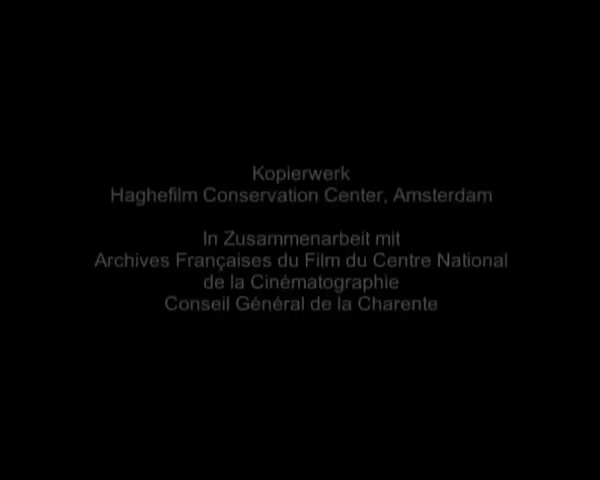 Kopierwerk
Haghefilm Conservation Center, Amsterdam
In Zusammenarbeit mit
Archives Françaises du Film du Centre National
de la Cinématographie
Conseil Général de la Charente